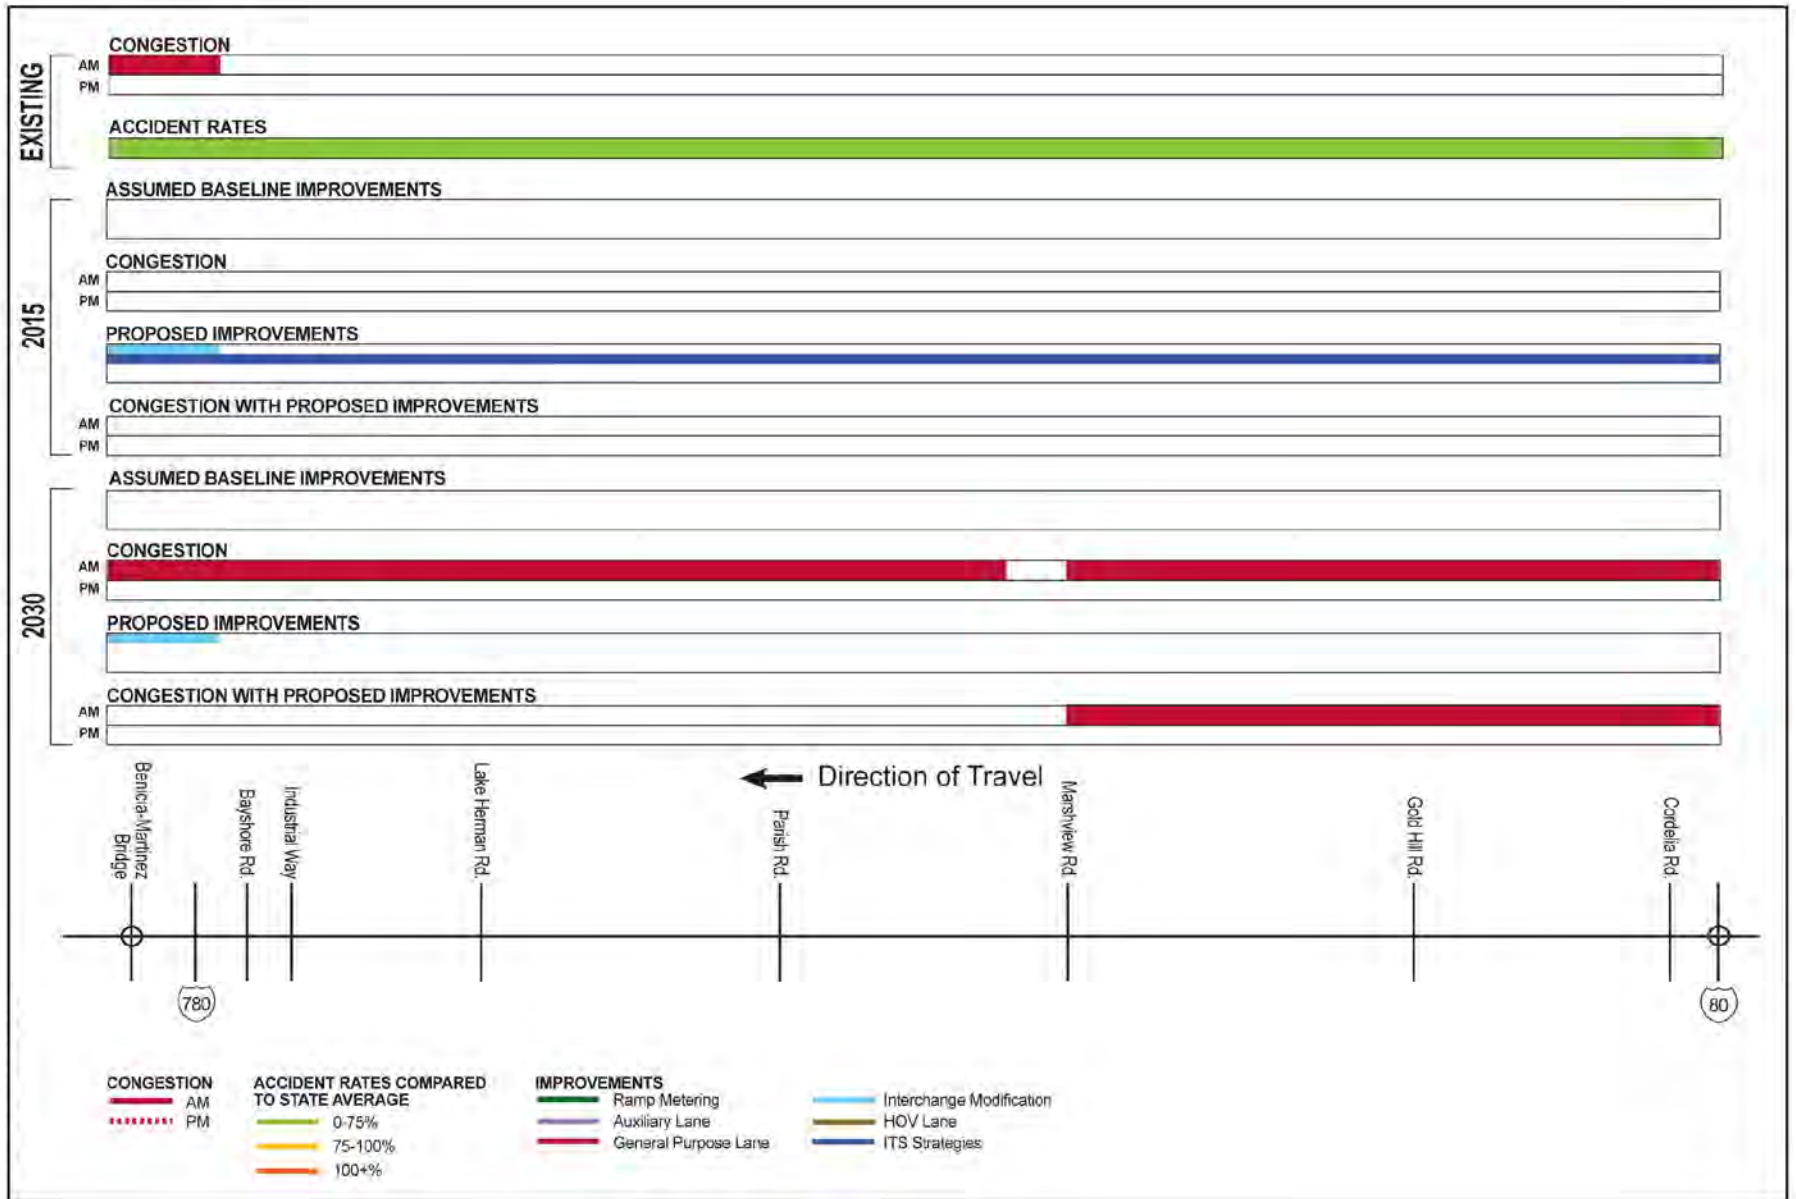 EXISTING
CONGESTION
AM
PM
ACCIDENT RATES
2015
ASSUMED BASELINE IMPROVEMENTS
CONGESTION
AM
PM
PROPOSED IMPROVEMENTS
CONGESTION WITH PROPOSED IMPROVEMENTS
AM
PM
2030
ASSUMED BASELINE IMPROVEMENTS
CONGESTION
AM
PM
PROPOSED IMPROVEMENTS
CONGESTION WITH PROPOSED IMPROVEMENTS
AM
PM
Direction of Travel
Benicia-Martinez
Bridge
Bayshore Rd.
Industrial Way
Lake Herman Rd.
Parish Rd.
Marshview Rd.
Gold Hill Rd.
Cordelia Rd.
780
80
CONGESTION
AM
PM
ACCIDENT RATES COMPARED
TO STATE AVERAGE
0-75%
75-100%
100+%
IMPROVEMENTS
Ramp Metering
Auxiliary Lane
General Purpose Lane
Interchange Modification
HOV Lane
ITS Strategies